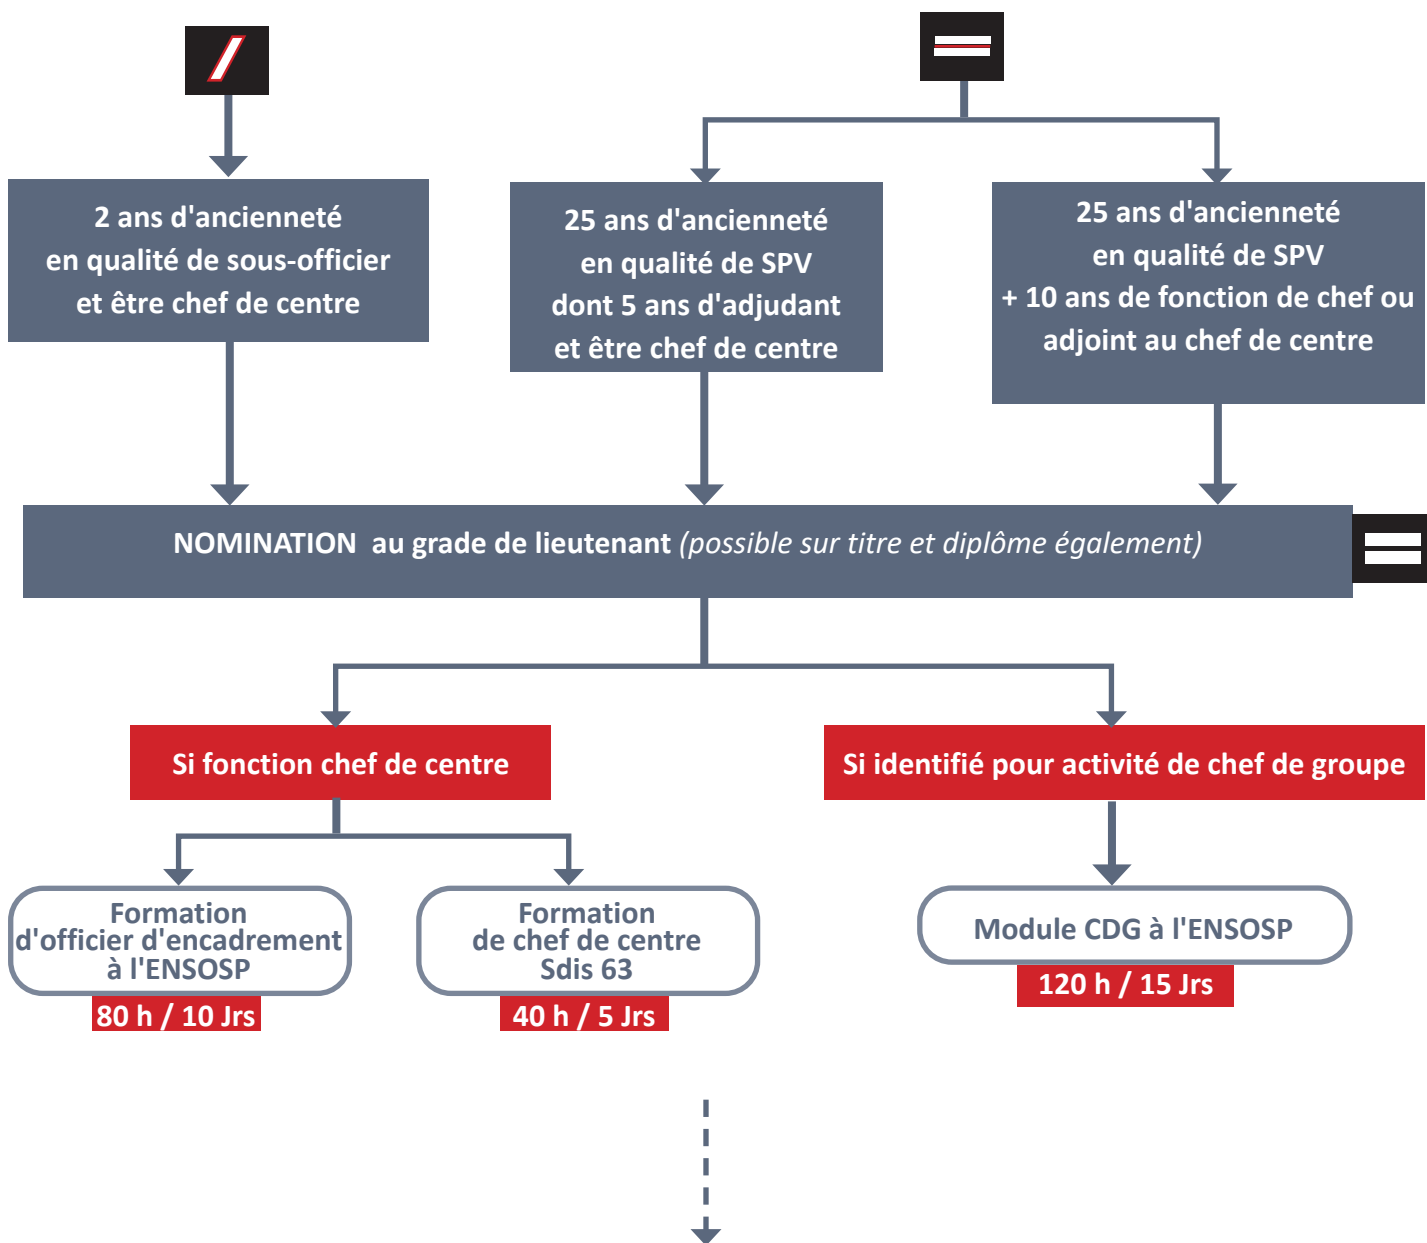 2 ans d'ancienneté
en qualité de sous-officier
et être chef de centre
25 ans d'ancienneté
en qualité de SPV
dont 5 ans d'adjudant
et être chef de centre
25 ans d'ancienneté
en qualité de SPV
+ 10 ans de fonction de chef ou
adjoint au chef de centre
NOMINATION au grade de lieutenant (possible sur titre et diplôme également)
Si fonction chef de centre
Si identifié pour activité de chef de groupe
Formation
d'officier d'encadrement
à l'ENSOSP
80 h / 10 Jrs
Formation
de chef de centre
Sdis 63
40 h / 5 Jrs
Module CDG à l'ENSOSP
120 h / 15 Jrs